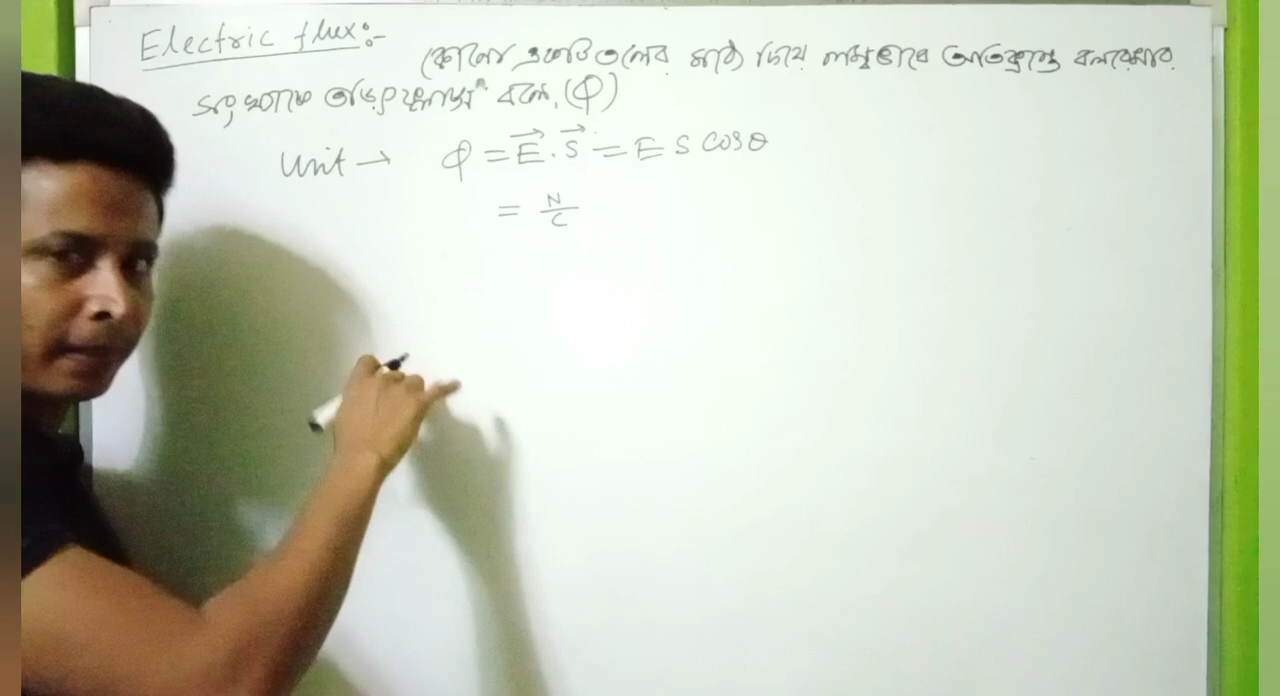 Electric flux:-
কোনো একটি তলের মধ্যে দিয়ে লম্বভাবে অতিক্রান্ত বলরেখার
সংখ্যাকে তড়িৎ ফ্লাক্স বলে, (φ)
Unit → φ = E⃗ . S⃗ = E S cosθ
= N/C